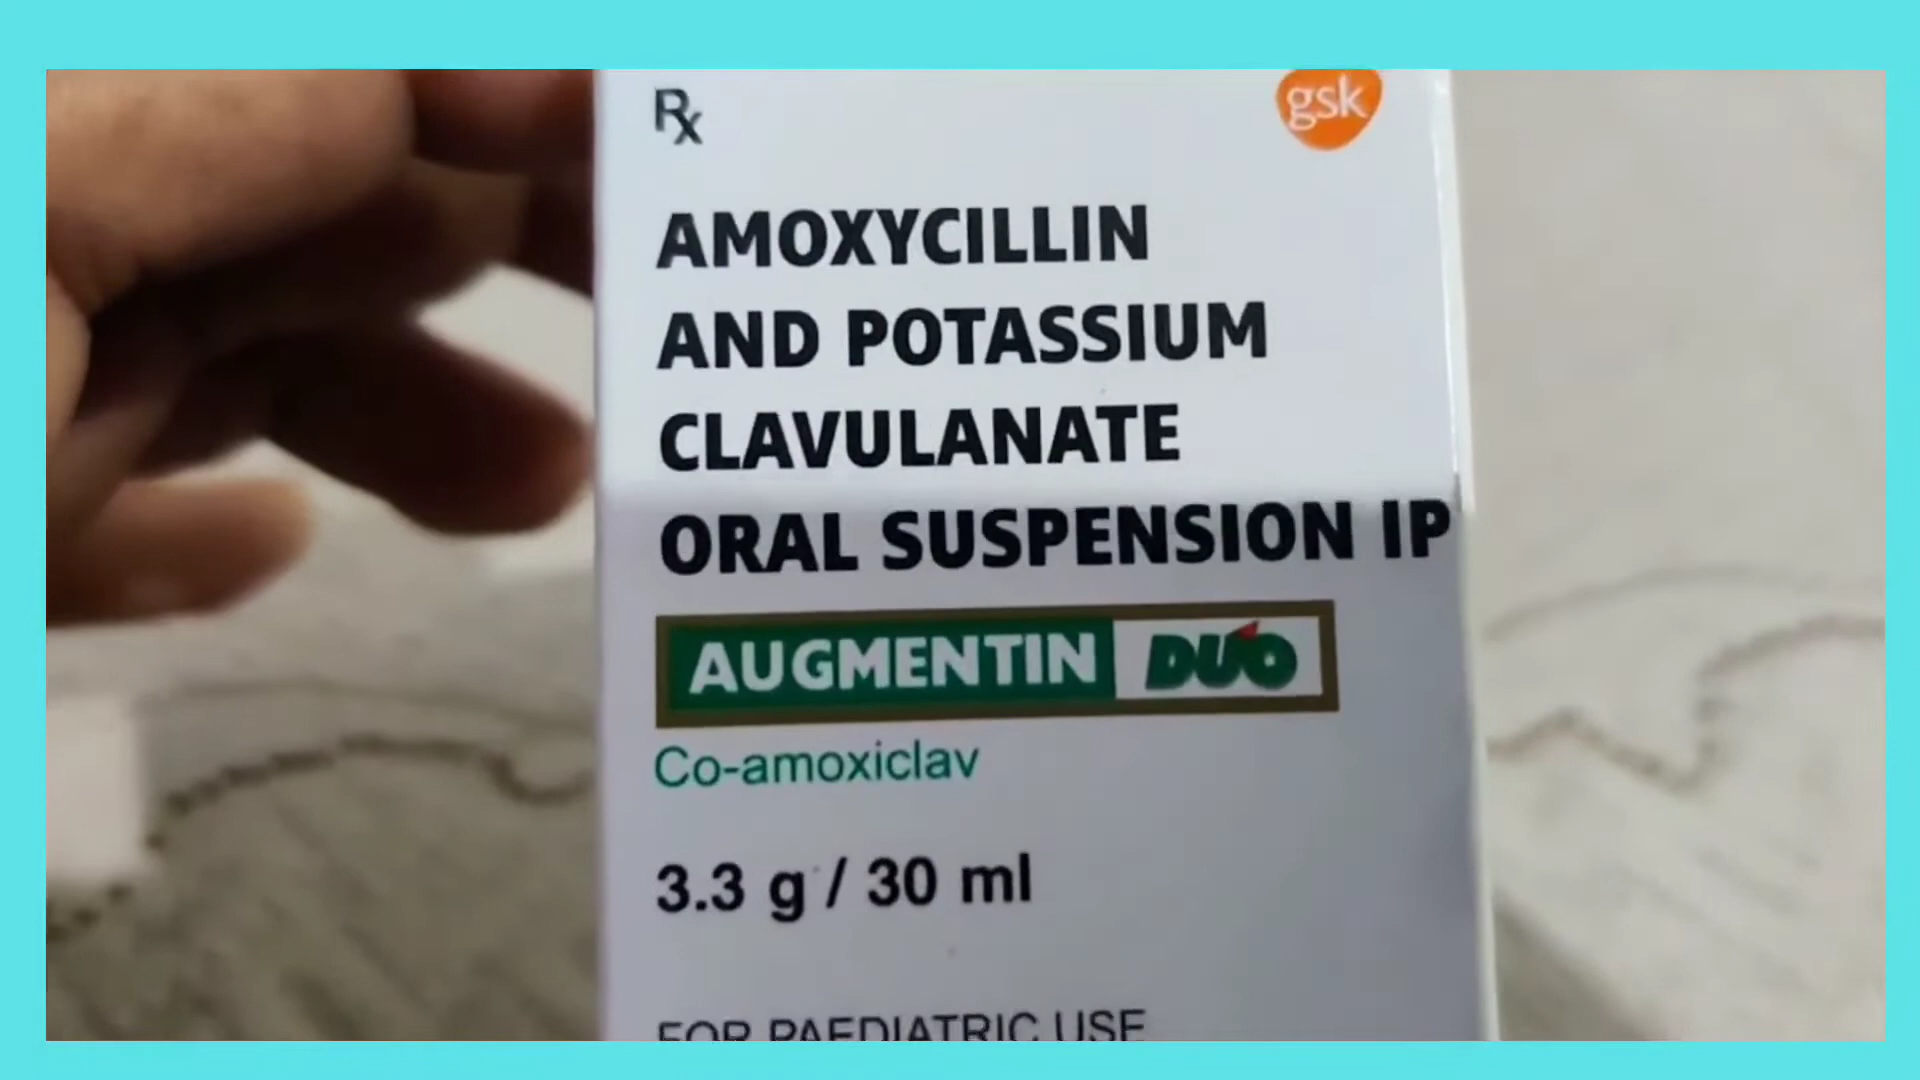 Rx
gsk
AMOXYCILLIN
AND POTASSIUM
CLAVULANATE
ORAL SUSPENSION IP
AUGMENTIN DUO
Co-amoxiclav
3.3 g / 30 ml
FOR PAEDIATRIC USE